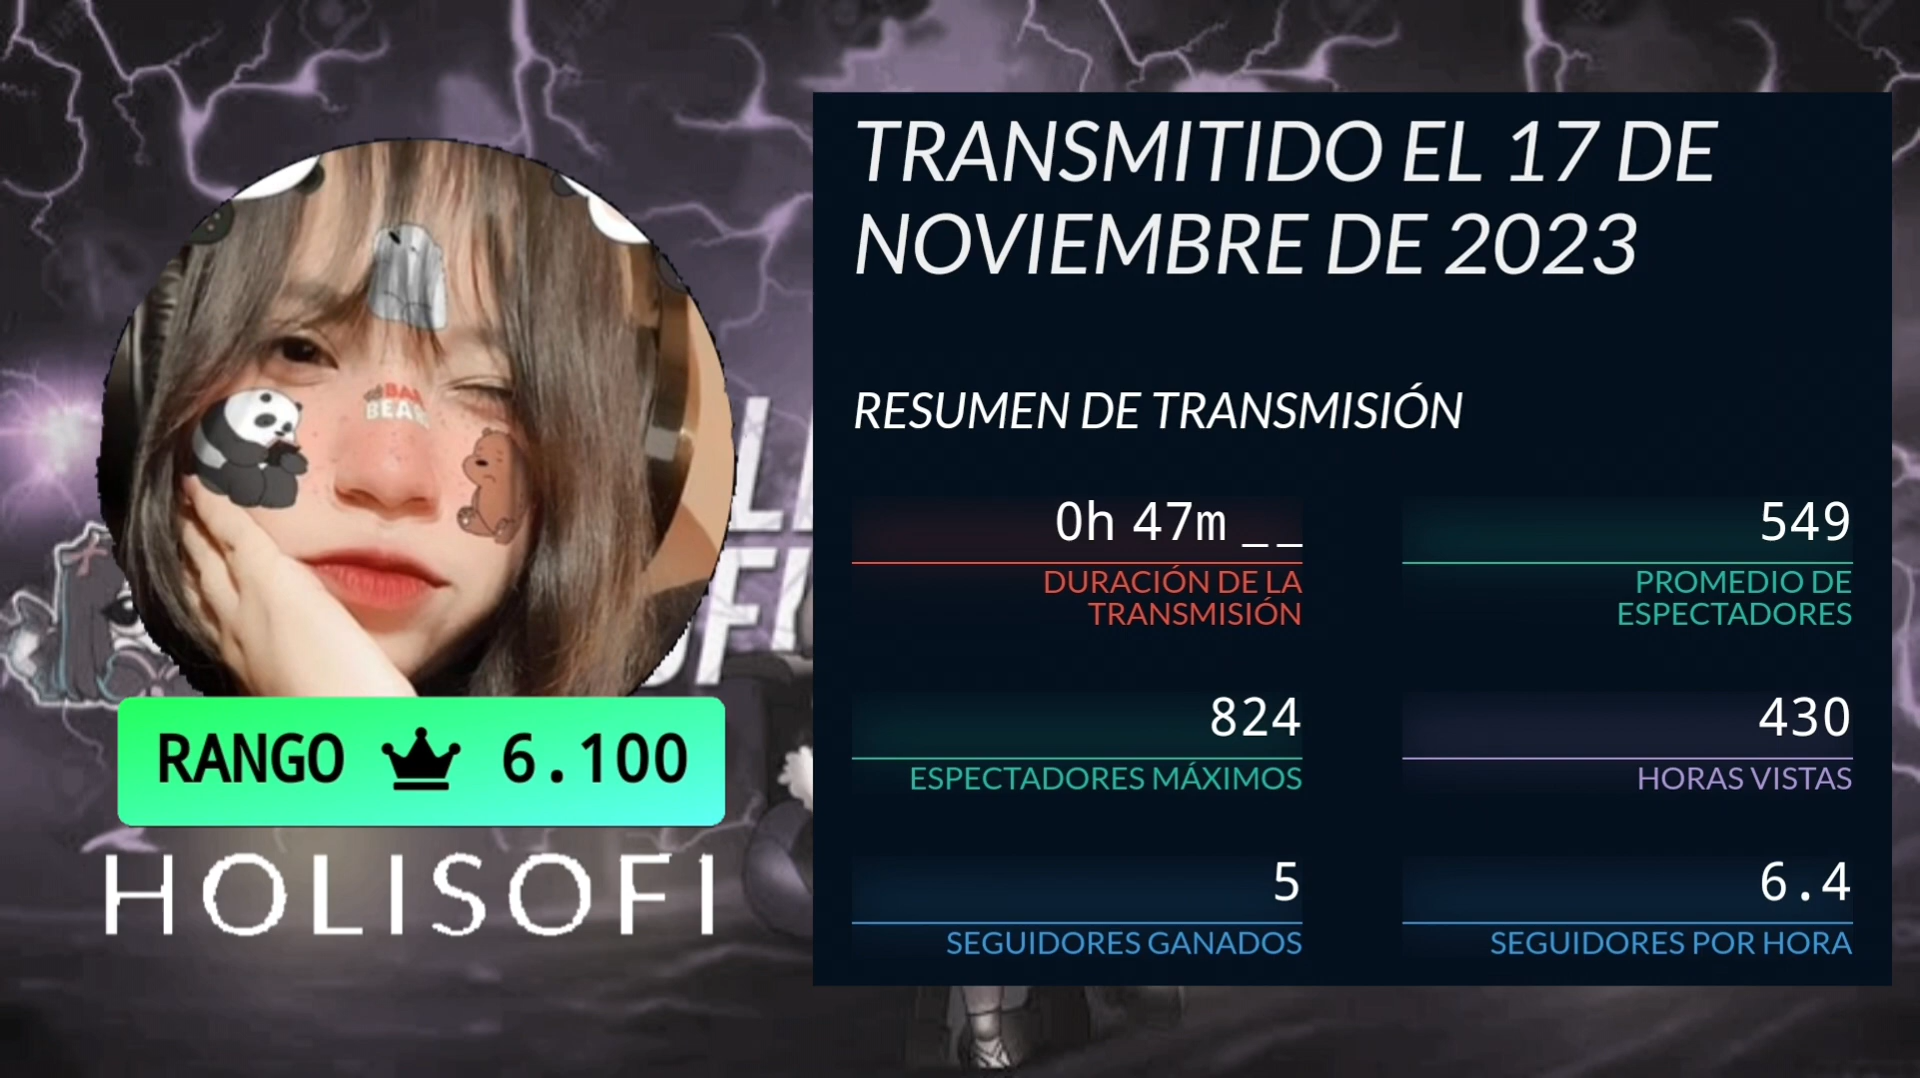 TRANSMITIDO EL 17 DE
NOVIEMBRE DE 2023
RESUMEN DE TRANSMISIÓN
0h 47m _ _
DURACIÓN DE LA
TRANSMISIÓN
549
PROMEDIO DE
ESPECTADORES
824
ESPECTADORES MÁXIMOS
430
HORAS VISTAS
5
SEGUIDORES GANADOS
6.4
SEGUIDORES POR HORA
RANGO 6.100
HOLISOFI